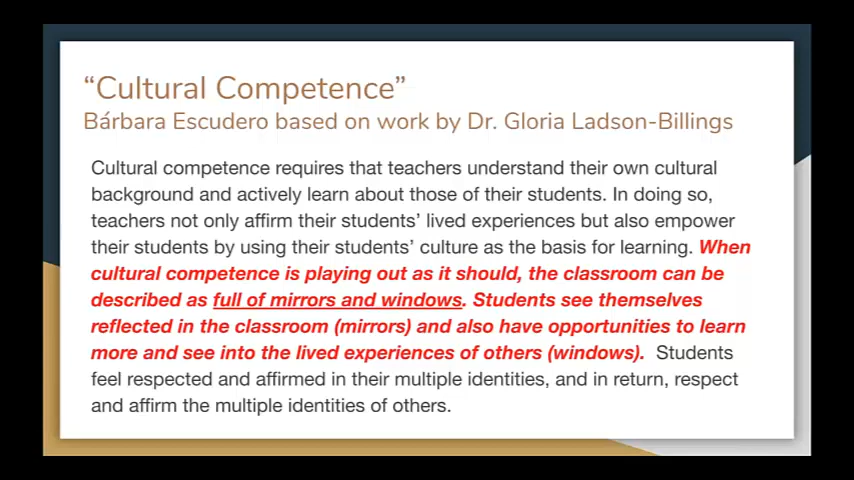 “Cultural Competence”
Bárbara Escudero based on work by Dr. Gloria Ladson-Billings
Cultural competence requires that teachers understand their own cultural
background and actively learn about those of their students. In doing so,
teachers not only affirm their students’ lived experiences but also empower
their students by using their students’ culture as the basis for learning. When
cultural competence is playing out as it should, the classroom can be
described as full of mirrors and windows. Students see themselves
reflected in the classroom (mirrors) and also have opportunities to learn
more and see into the lived experiences of others (windows). Students
feel respected and affirmed in their multiple identities, and in return, respect
and affirm the multiple identities of others.